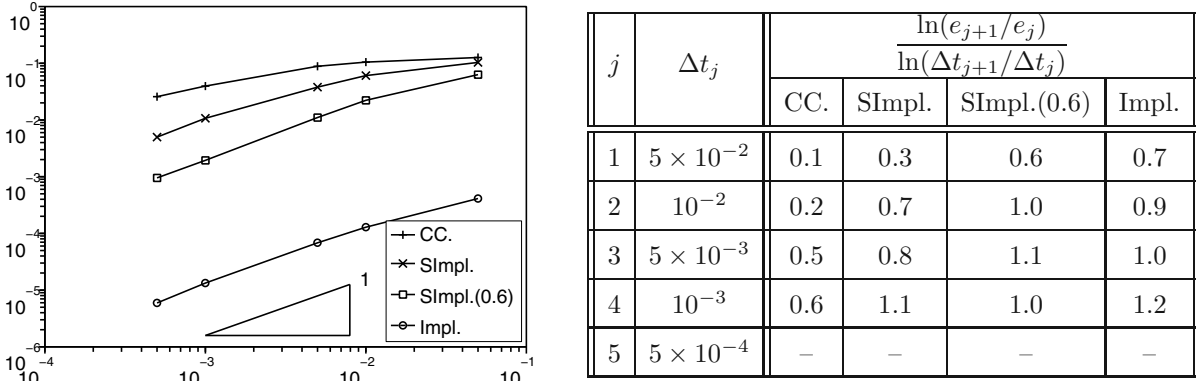 10^0
10^−1
10^−2
10^−3
10^−4
10^−5
10^−6
10^−4
10^−3
10^−2
10^−1
1
CC.
SImpl.
SImpl.(0.6)
Impl.
j Δt_j ln(e_{j+1}/e_j) / ln(Δt_{j+1}/Δt_j)
CC. SImpl. SImpl.(0.6) Impl.
1 5 × 10^−2 0.1 0.3 0.6 0.7
2 10^−2 0.2 0.7 1.0 0.9
3 5 × 10^−3 0.5 0.8 1.1 1.0
4 10^−3 0.6 1.1 1.0 1.2
5 5 × 10^−4 – – – –